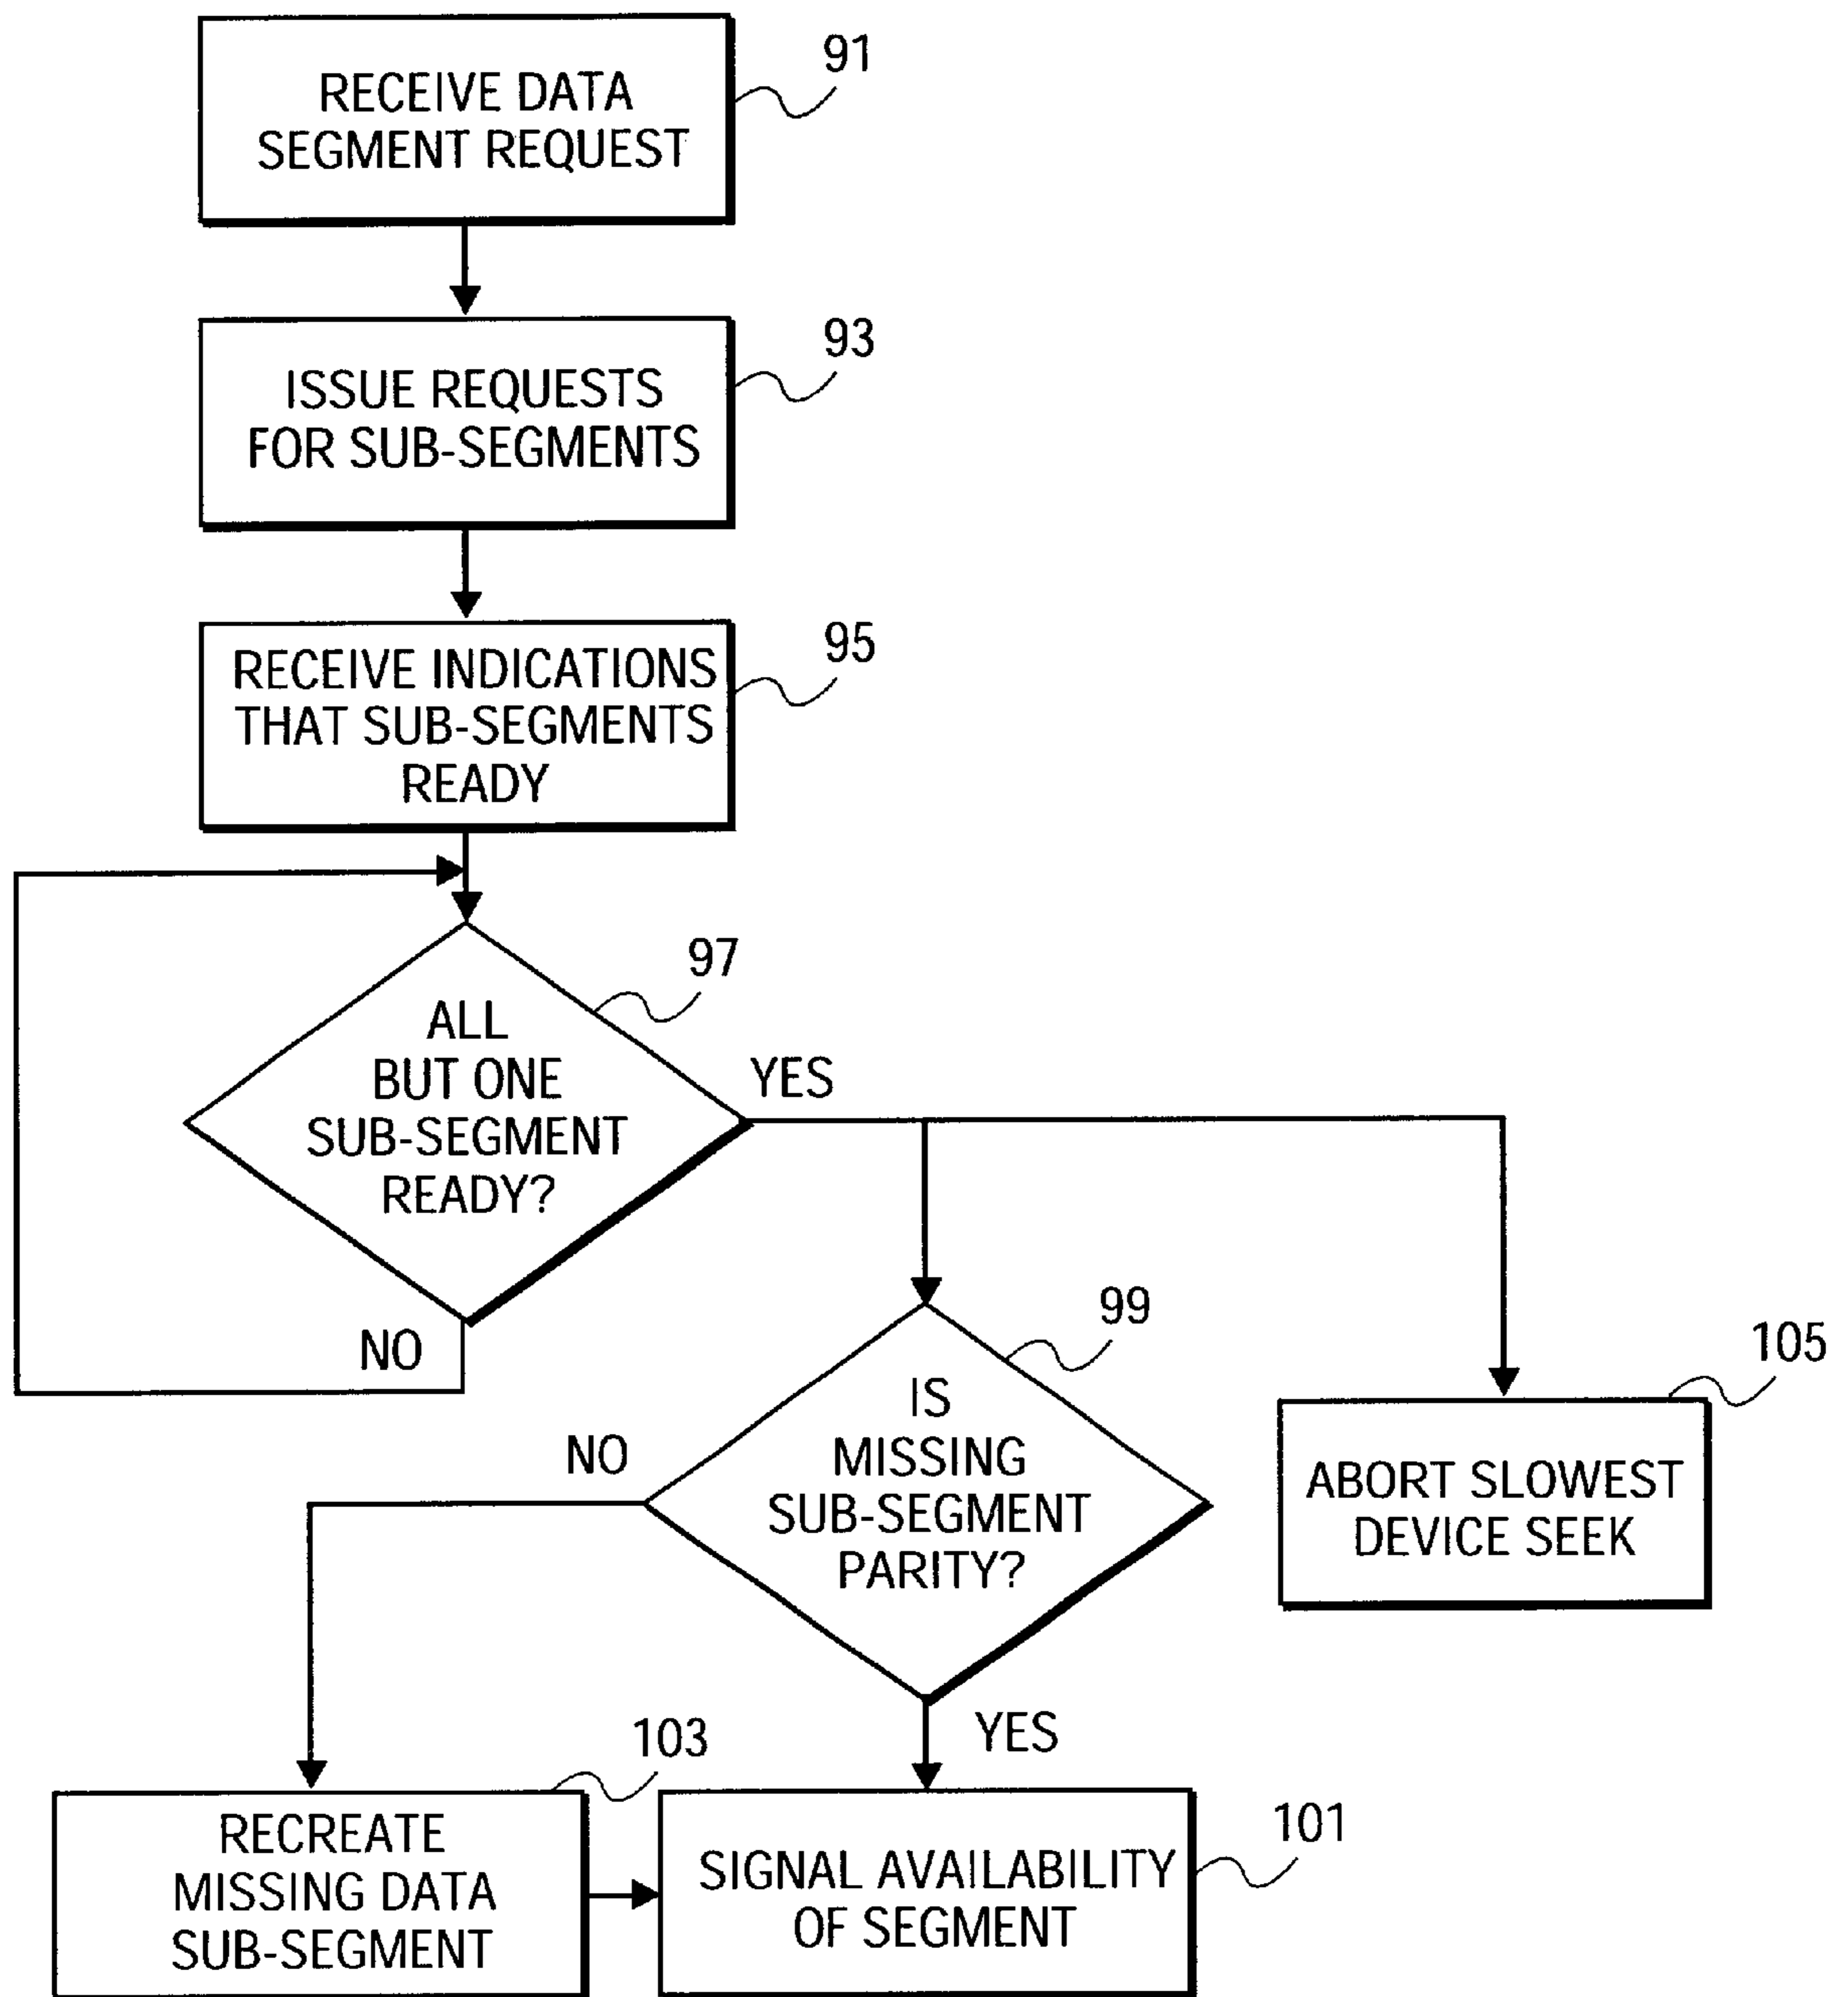 RECEIVE DATA
SEGMENT REQUEST
91
ISSUE REQUESTS
FOR SUB-SEGMENTS
93
RECEIVE INDICATIONS
THAT SUB-SEGMENTS
READY
95
ALL
BUT ONE
SUB-SEGMENT
READY?
97
YES
NO
IS
MISSING
SUB-SEGMENT
PARITY?
99
NO
YES
ABORT SLOWEST
DEVICE SEEK
105
RECREATE
MISSING DATA
SUB-SEGMENT
103
SIGNAL AVAILABILITY
OF SEGMENT
101